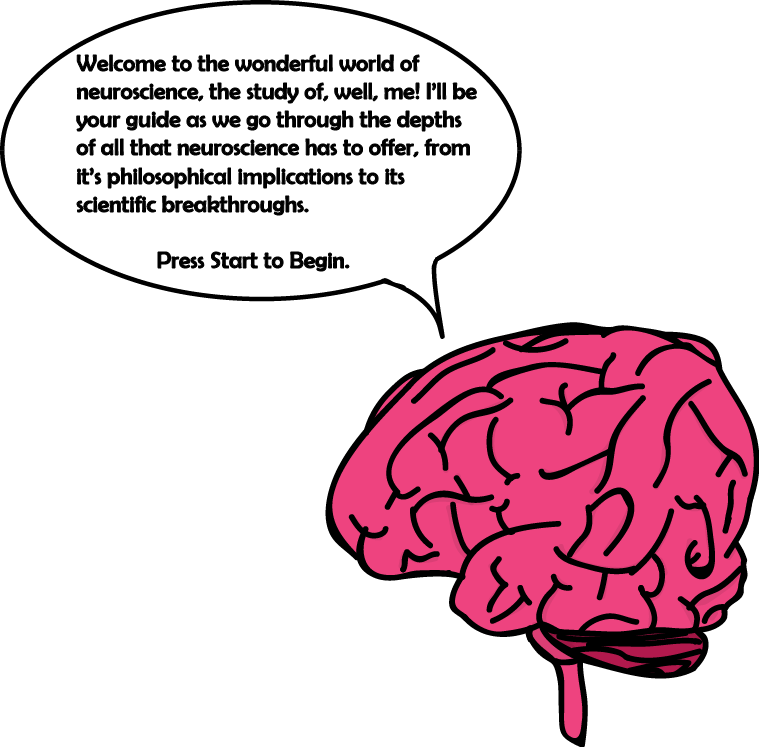 Welcome to the wonderful world of
neuroscience, the study of, well, me! I'll be
your guide as we go through the depths
of all that neuroscience has to offer, from
it's philosophical implications to its
scientific breakthroughs.
Press Start to Begin.